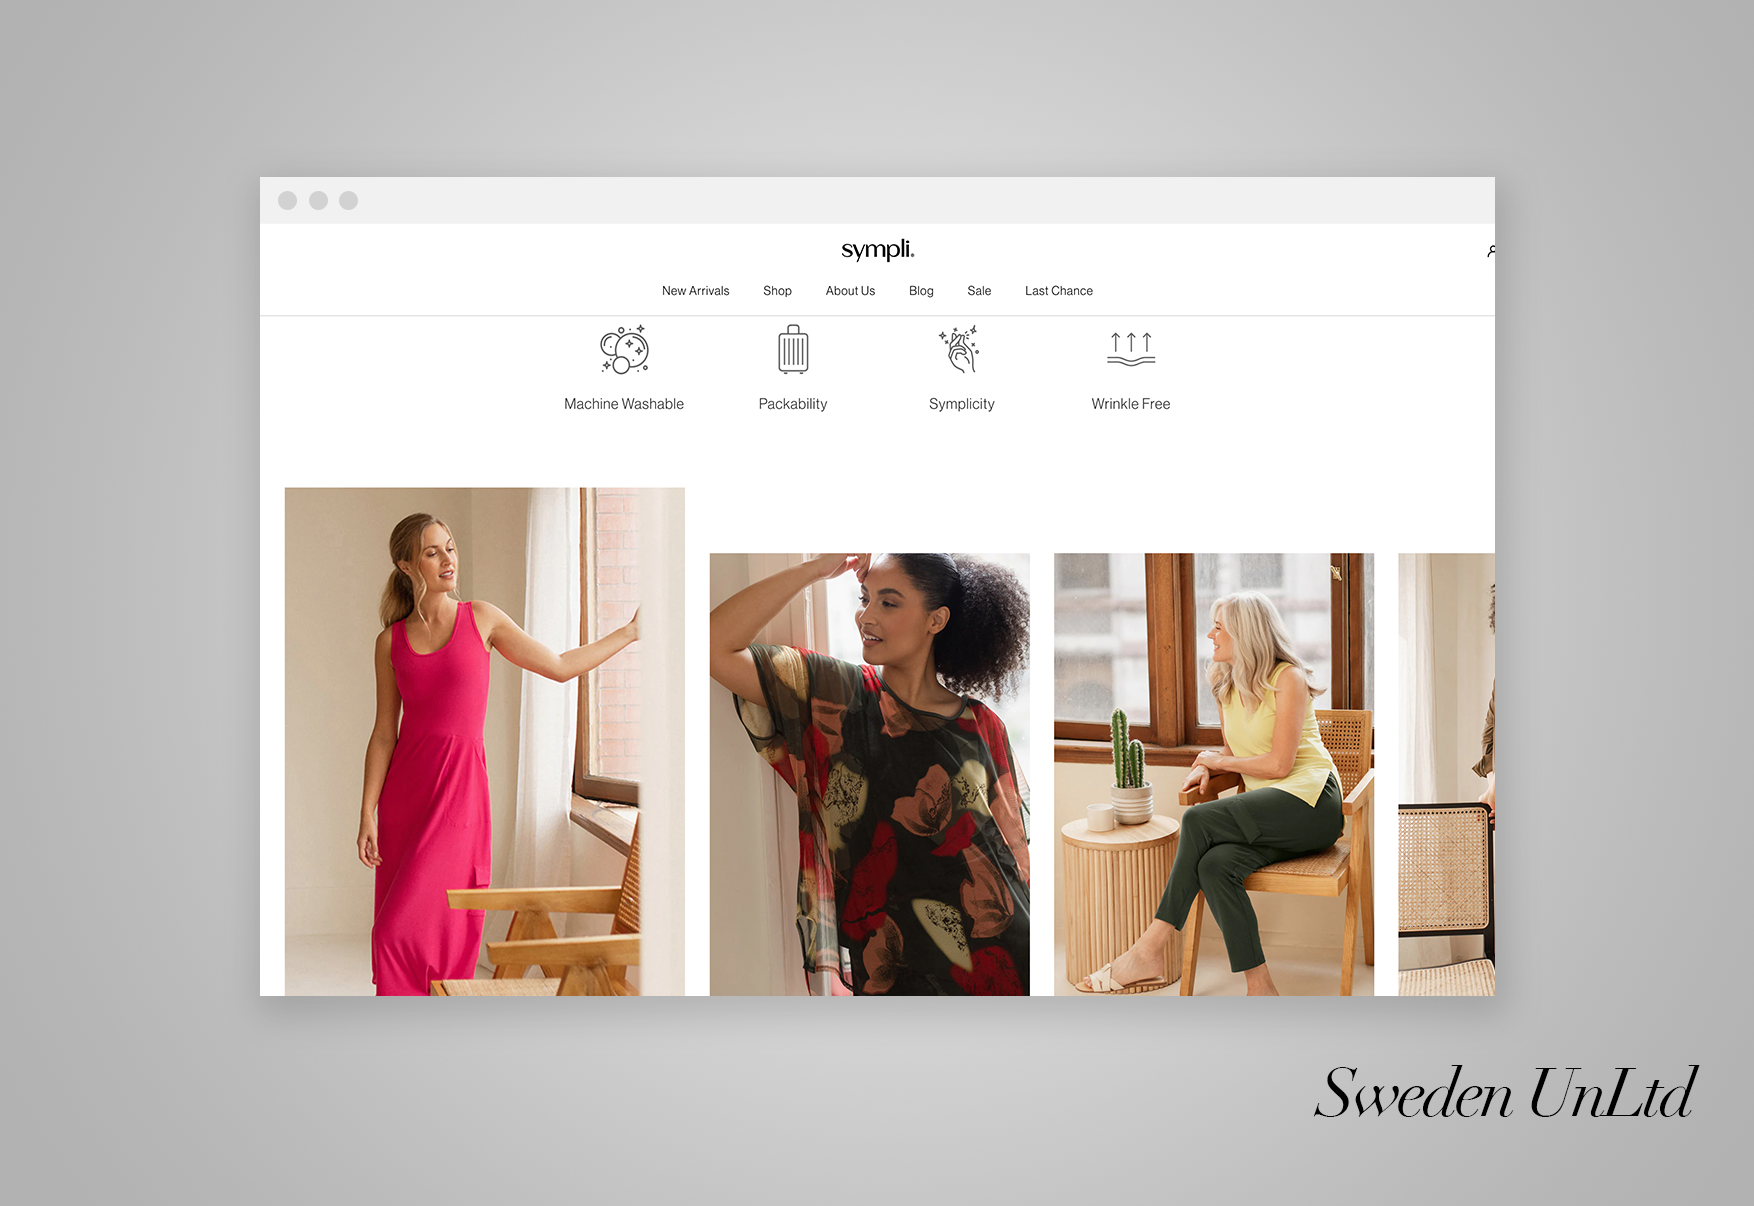 sympli.
New Arrivals Shop About Us Blog Sale Last Chance
Machine Washable Packability Symplicity Wrinkle Free
Sweden UnLtd